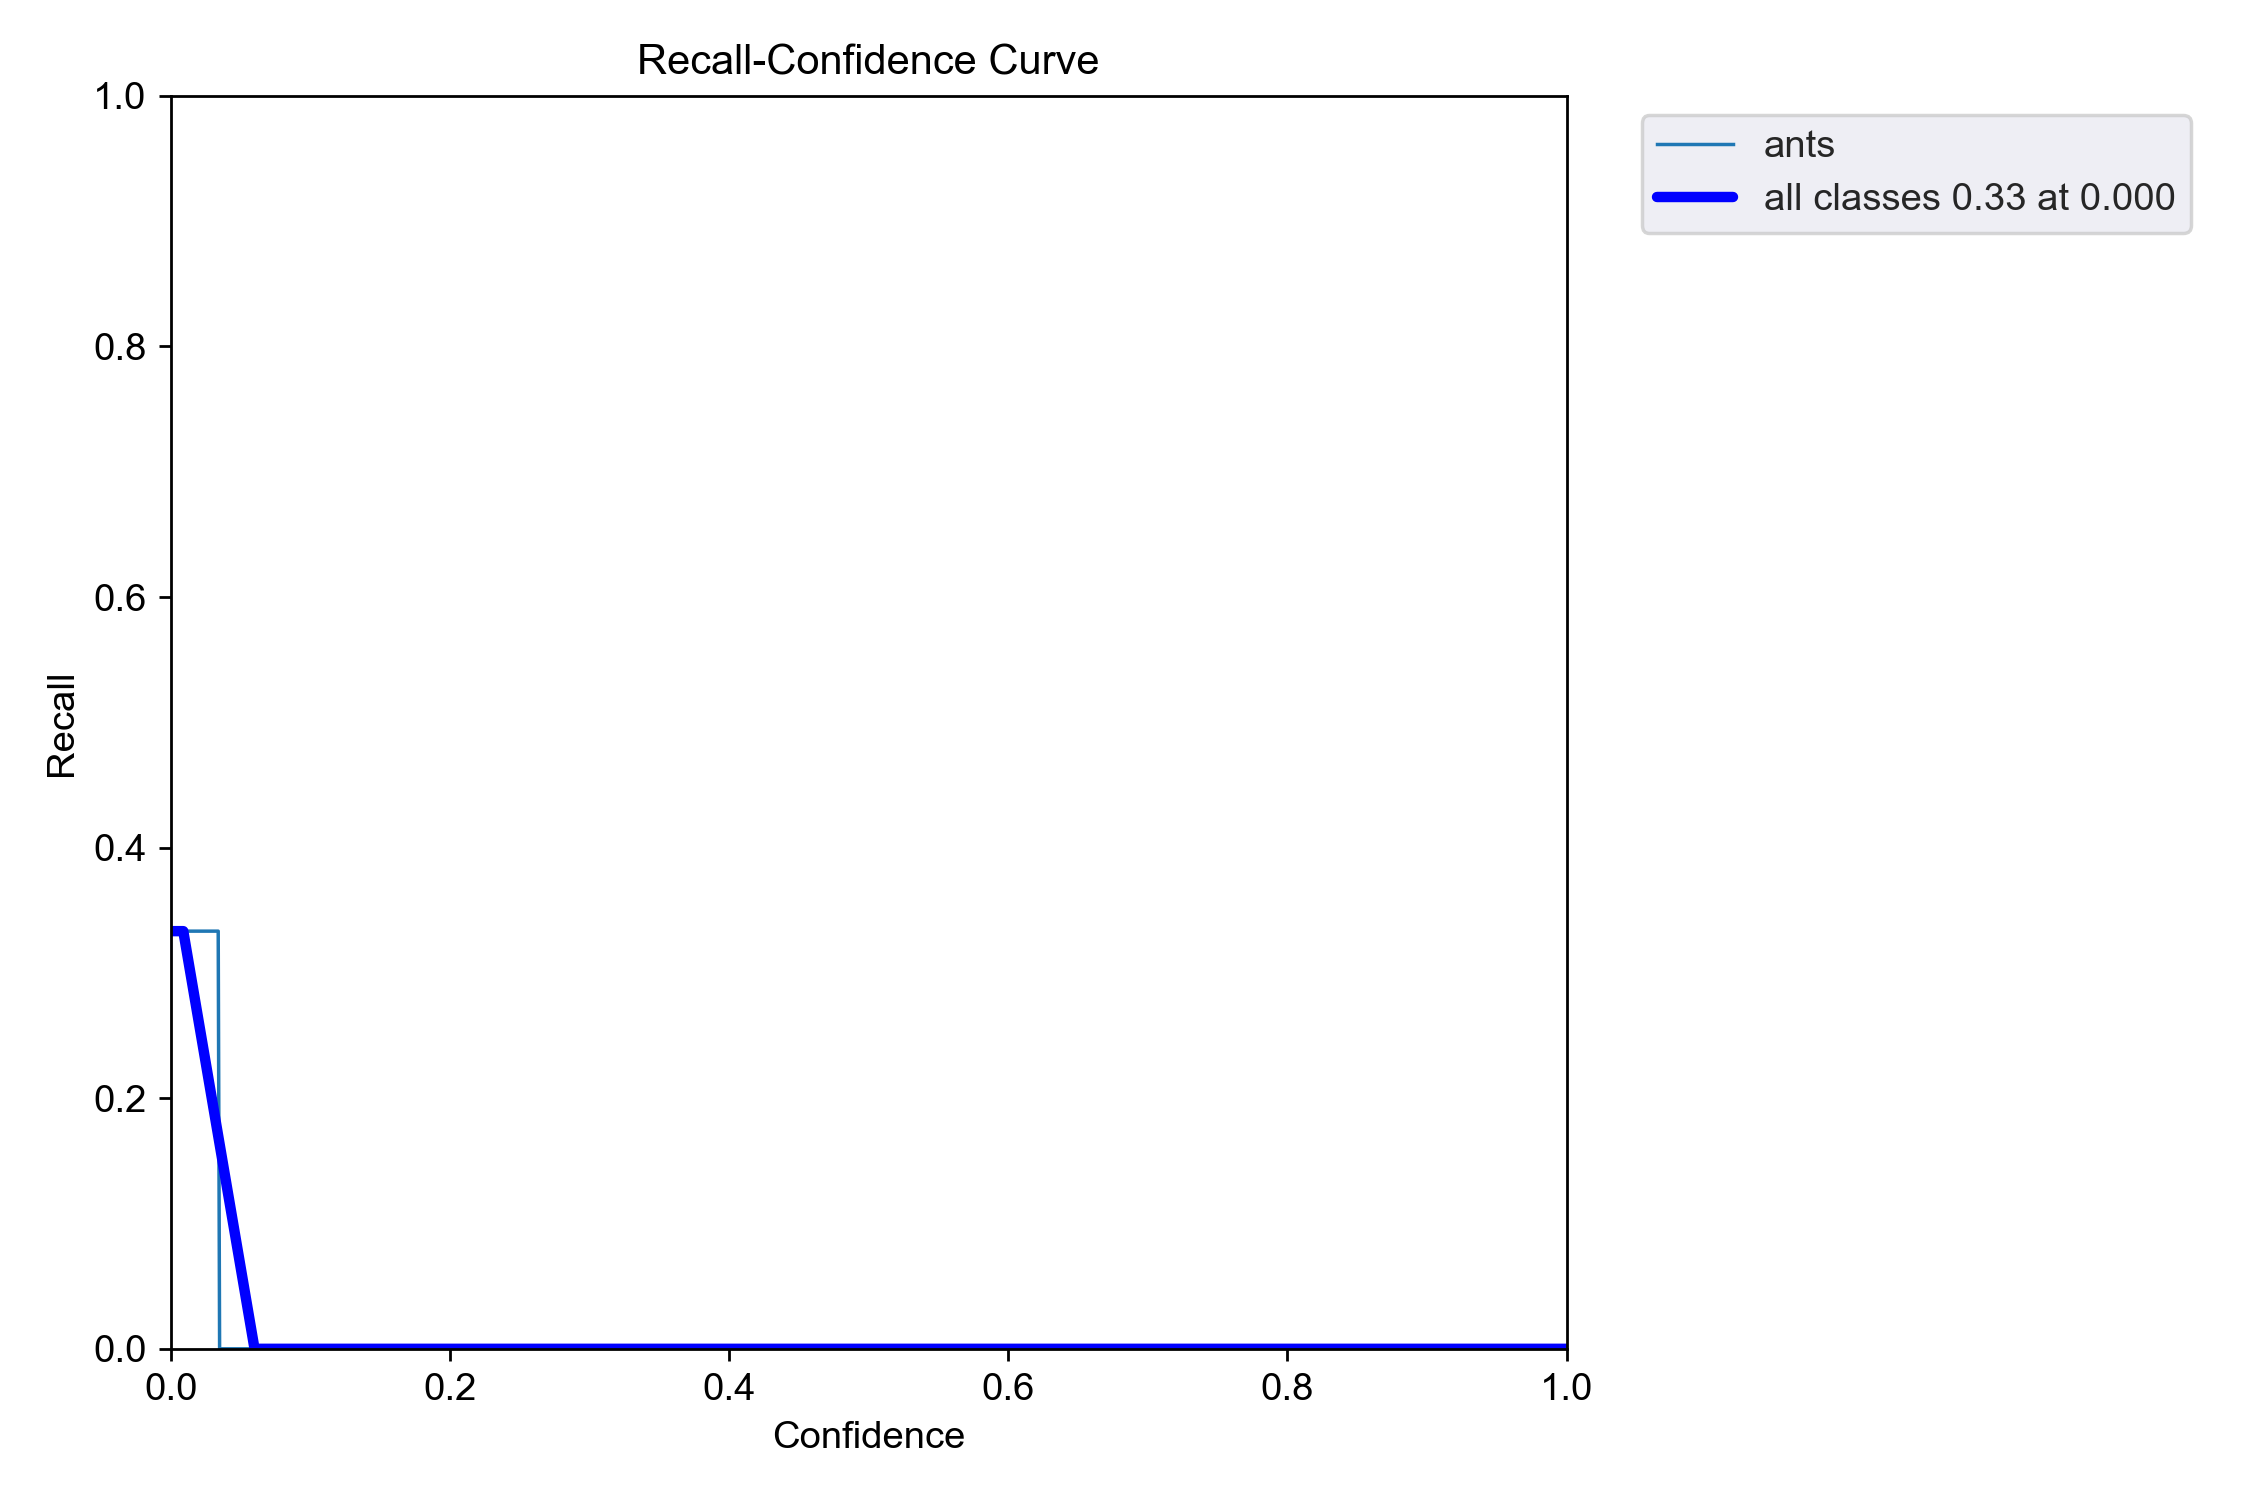 Recall-Confidence Curve
1.0
0.8
0.6
0.4
0.2
0.0
Recall
0.0 0.2 0.4 0.6 0.8 1.0
Confidence
ants
all classes 0.33 at 0.000